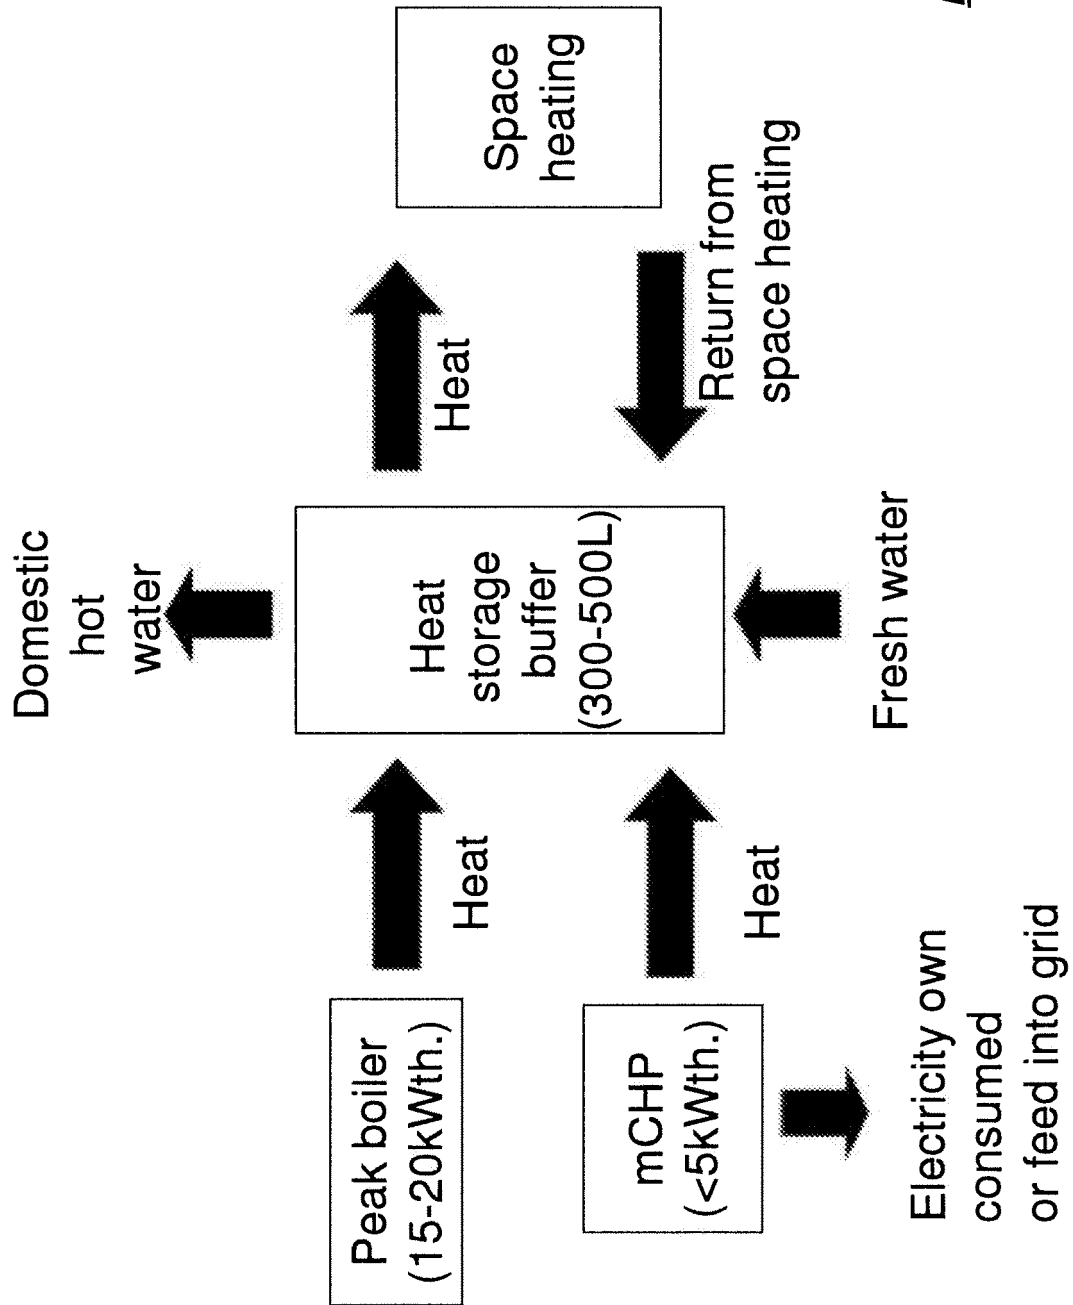 Domestic
hot
water
Peak boiler
(15-20kWth.)
Heat
Heat
storage
buffer
(300-500L)
Heat
Space
heating
mCHP
(<5kWth.)
Heat
Return from
space heating
Electricity own
consumed
or feed into grid
Fresh water